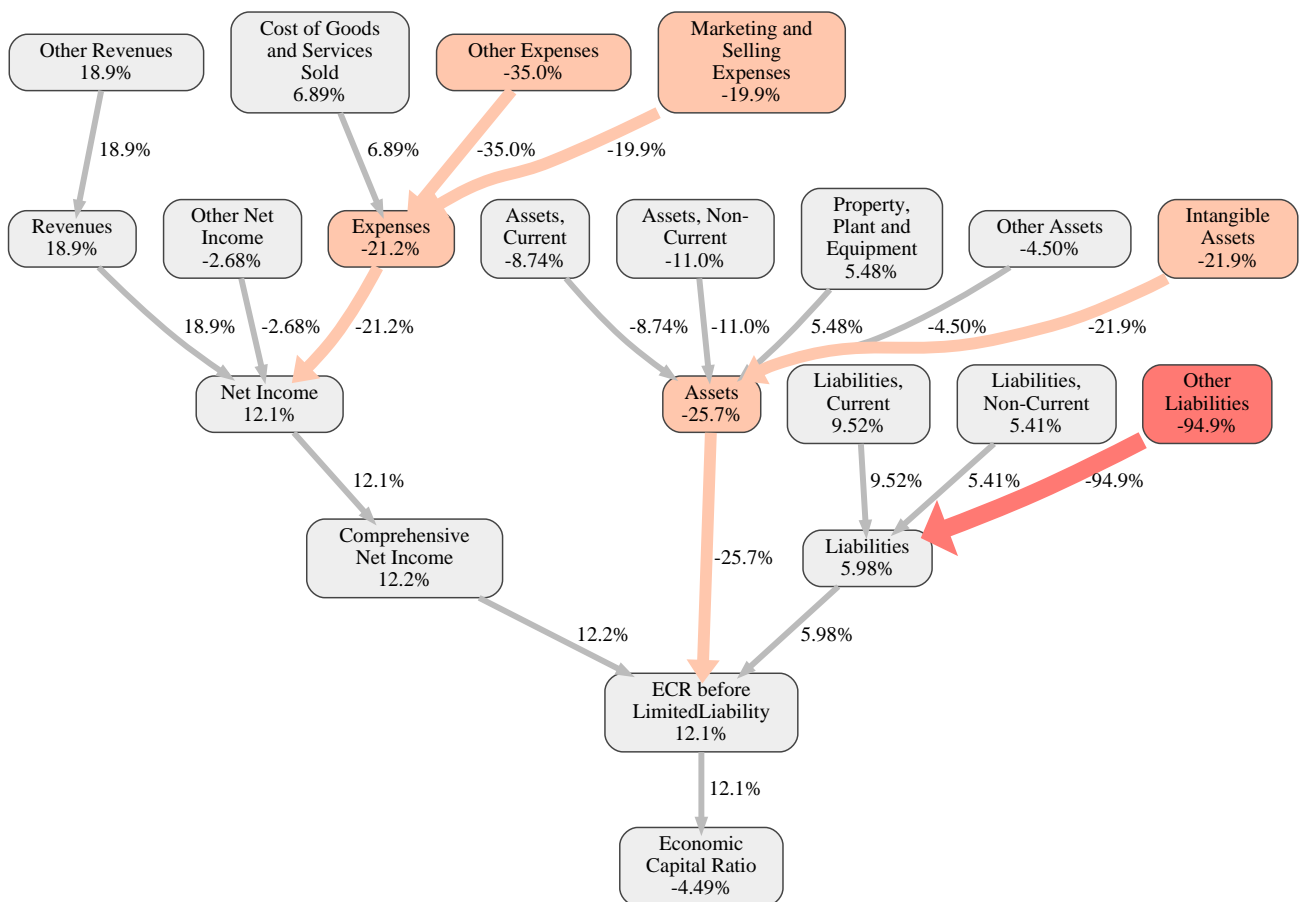 Other Revenues
18.9%
Cost of Goods
and Services
Sold
6.89%
Other Expenses
-35.0%
Marketing and
Selling
Expenses
-19.9%
18.9%
6.89%
-35.0%
-19.9%
Revenues
18.9%
Other Net
Income
-2.68%
Expenses
-21.2%
Assets,
Current
-8.74%
Assets, Non-
Current
-11.0%
Property,
Plant and
Equipment
5.48%
Other Assets
-4.50%
Intangible
Assets
-21.9%
18.9%
-2.68%
-21.2%
-8.74%
-11.0%
5.48%
-4.50%
-21.9%
Net Income
12.1%
Assets
-25.7%
Liabilities,
Current
9.52%
Liabilities,
Non-Current
5.41%
Other
Liabilities
-94.9%
12.1%
9.52%
5.41%
-94.9%
Comprehensive
Net Income
12.2%
-25.7%
Liabilities
5.98%
12.2%
5.98%
ECR before
LimitedLiability
12.1%
12.1%
Economic
Capital Ratio
-4.49%